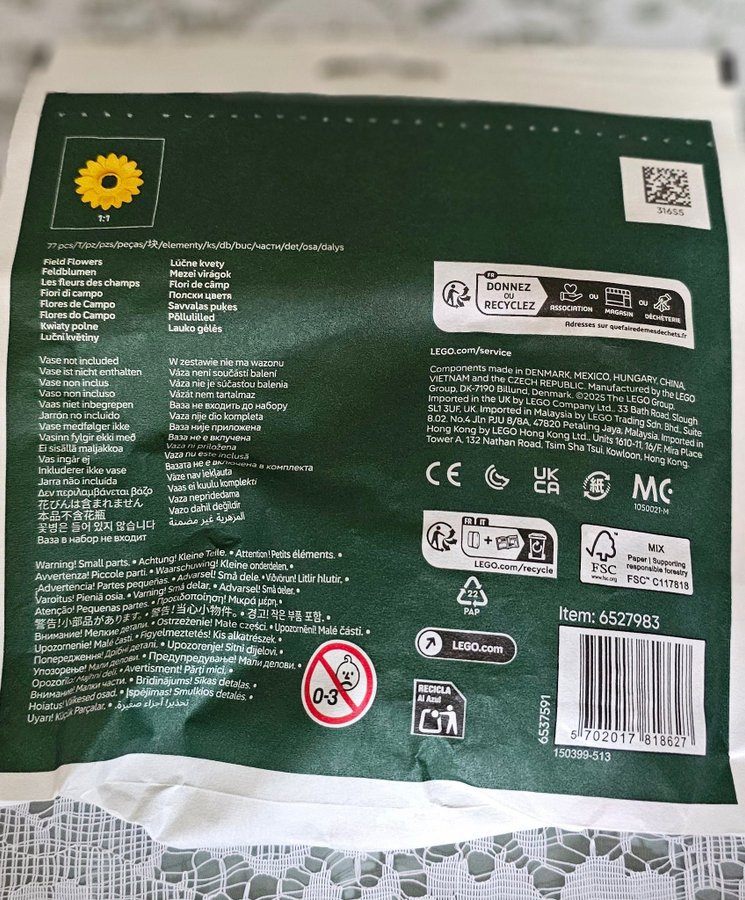 1:1
316S5
77 pcs/T/pz/pzs/peças/块/elementy/ks/db/buc/части/det/osa/dalys
Field Flowers
Feldblumen
Les fleurs des champs
Fiori di campo
Flores de Campo
Flores do Campo
Kwiaty polne
Luční květiny
Lúčne kvety
Mezei virágok
Flori de câmp
Полски цветя
Savvaļas puķes
Põllulilled
Lauko gėlės
Vase not included
Vase ist nicht enthalten
Vase non inclus
Vaso non incluso
Vaas niet inbegrepen
Jarrón no incluido
Vase medfølger ikke
Vasinn fylgir ekki með
Ei sisällä maljakkoa
Vas ingår ej
Inkluderer ikke vase
Jarra não incluída
Δεν περιλαμβάνεται βάζο
花びんは含まれません
本品不含花瓶
꽃병은 들어 있지 않습니다
Ваза в набор не входит
W zestawie nie ma wazonu
Váza není součástí balení
Váza nie je súčasťou balenia
Vázát nem tartalmaz
Ваза не входить до набору
Vaza nije dio kompleta
Ваза није приложена
Ваза не е включена
Vaza ni priložena
Vaza nu este inclusă
Вазата не е включена в комплекта
Vāze nav iekļauta
Vaas ei kuulu komplekti
Vaza nepridedama
Vazo dahil değildir
المزهرية غير مضمنة
Warning! Small parts. • Achtung! Kleine Teile. • Attention! Petits éléments. •
Avvertenza! Piccole parti. • Waarschuwing! Kleine onderdelen. •
¡Advertencia! Partes pequeñas. • Advarsel! Små dele. • Viðvörun! Litlir hlutir. •
Varoitus! Pieniä osia. • Varning! Små delar. • Advarsel! Små deler. •
Atenção! Pequenas partes. • Προειδοποίηση! Μικρά μέρη. •
警告!小部品があります。• 警告!当心小物件。• 경고! 작은 부품 포함. •
Внимание! Мелкие детали. • Ostrzeżenie! Małe części. • Upozornění! Malé části. •
Upozornenie! Malé časti. • Figyelmeztetés! Kis alkatrészek. •
Попередження! Дрібні деталі. • Upozorenje! Sitni dijelovi. •
Упозорење! Мали делови. • Предупредување! Мали делови. •
Opozorilo! Majhni deli. • Avertisment! Părți mici. •
Внимание! Малки части. • Brīdinājums! Sīkas detaļas. •
Hoiatus! Väikesed osad. • Įspėjimas! Smulkios detalės. •
Uyarı! Küçük Parçalar. • تحذير! أجزاء صغيرة.
0-3
FR
DONNEZ
OU
RECYCLEZ
ASSOCIATION
OU
MAGASIN
OU
DÉCHÈTERIE
Adresses sur quefairedemesdechets.fr
LEGO.com/service
Components made in DENMARK, MEXICO, HUNGARY, CHINA,
VIETNAM and the CZECH REPUBLIC. Manufactured by the LEGO
Group, DK-7190 Billund, Denmark. ©2025 The LEGO Group.
Imported in UK by LEGO Company Ltd., 33 Bath Road, Slough
SL1 3UF, UK. Imported in Malaysia by LEGO Trading Sdn. Bhd., Suite
8.02, No.4 Jln PJU 8/8A, 47820 Petaling Jaya, Malaysia. Imported in
Hong Kong by LEGO Hong Kong Ltd., Units 1610-11, 16/F, Mira Place
Tower A, 132 Nathan Road, Tsim Sha Tsui, Kowloon, Hong Kong.
CE
UK
CA
紙
MC
1050021-M
FR IT
LEGO.com/recycle
FSC
www.fsc.org
MIX
Paper | Supporting
responsible forestry
FSC™ C117818
22
PAP
LEGO.com
RECICLA
Al Azul
Item: 6527983
6537591
5 702017 818627
150399-513